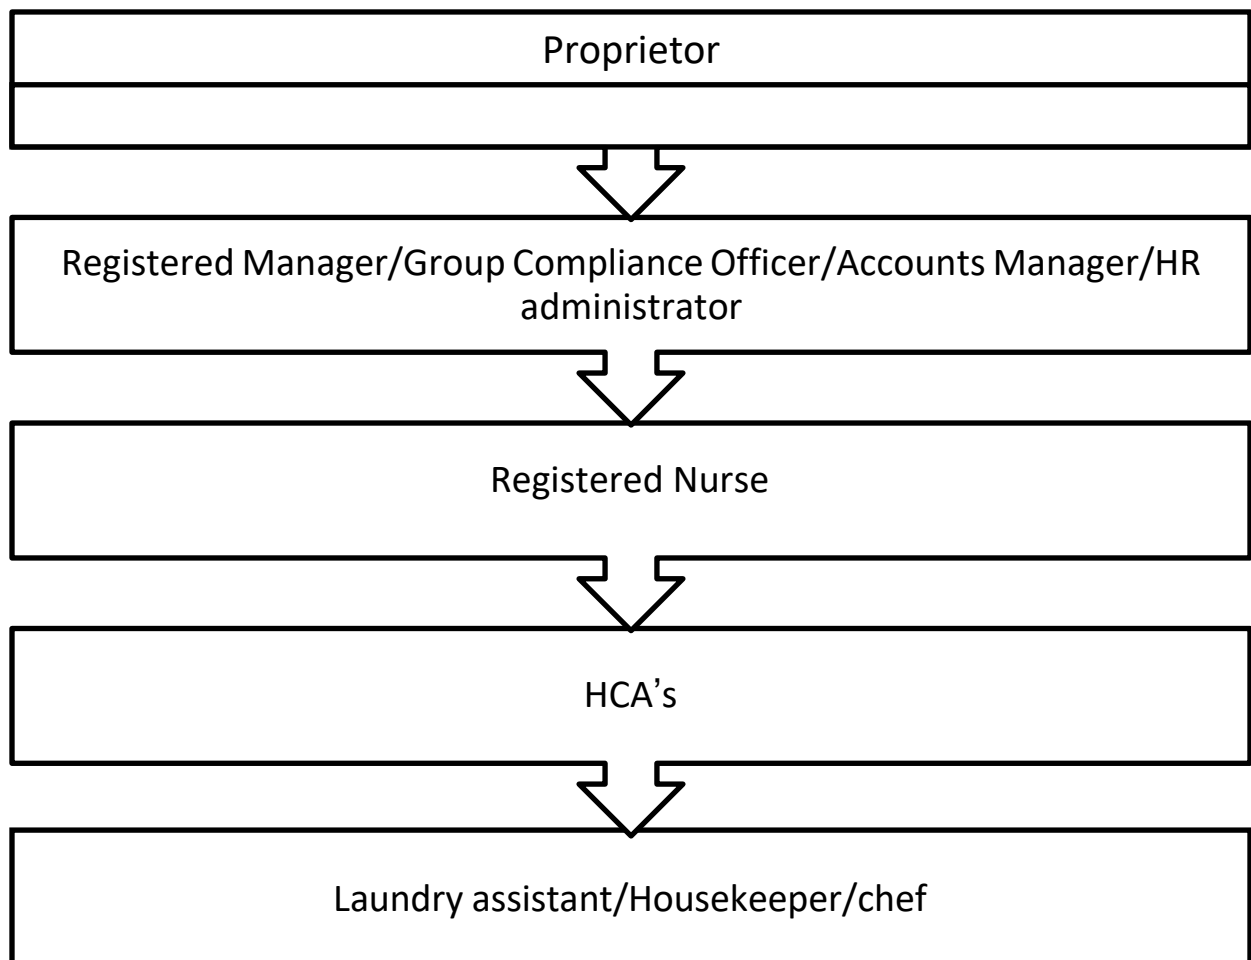 Proprietor
Registered Manager/Group Compliance Officer/Accounts Manager/HR
administrator
Registered Nurse
HCA’s
Laundry assistant/Housekeeper/chef